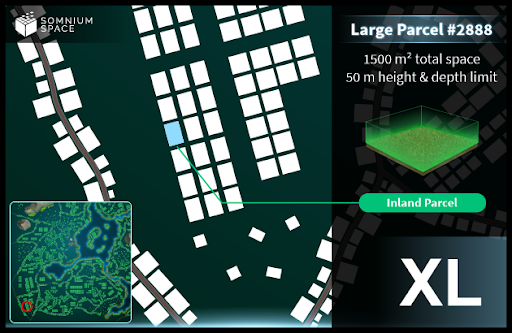 SOMNIUM
SPACE
Large Parcel #2888
1500 m² total space
50 m height & depth limit
Inland Parcel
XL